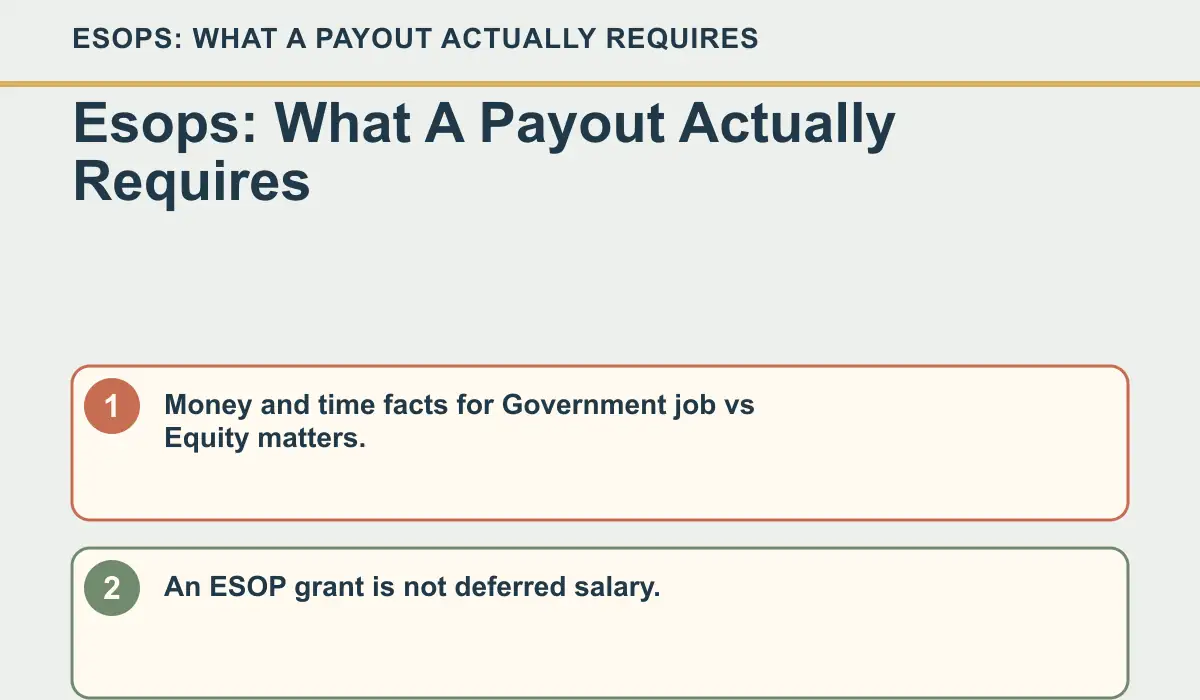 ESOPS: WHAT A PAYOUT ACTUALLY REQUIRES
Esops: What A Payout Actually
Requires
1
Money and time facts for Government job vs
Equity matters.
2
An ESOP grant is not deferred salary.